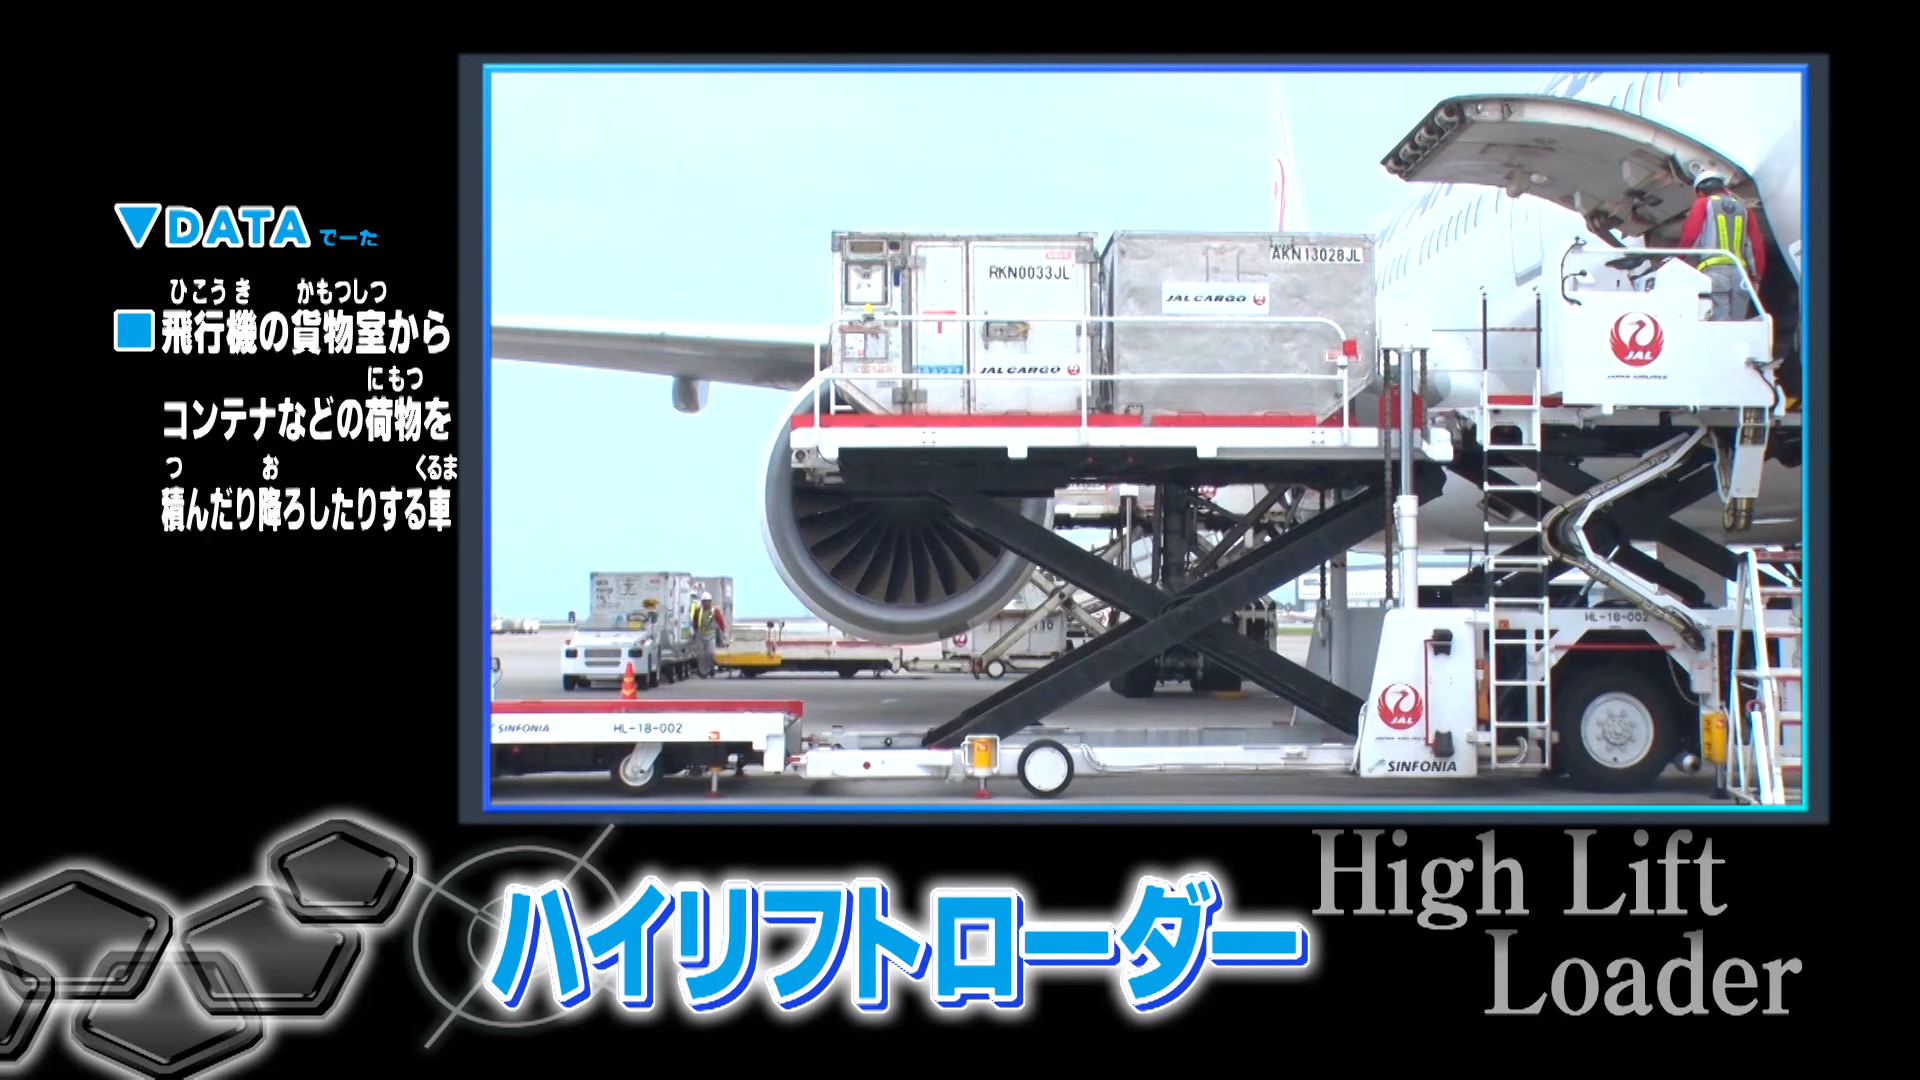 ▼DATA でーた
ひこうき かもつしつ
■飛行機の貨物室から
にもつ
コンテナなどの荷物を
つ お くるま
積んだり降ろしたりする車
RKN0033JL
AKN13028JL
JAL CARGO
JAL CARGO
JAL
JAPAN AIRLINES
HL-18-002
SINFONIA HL-18-002
JAL
SINFONIA
ハイリフトローダー
High Lift
Loader